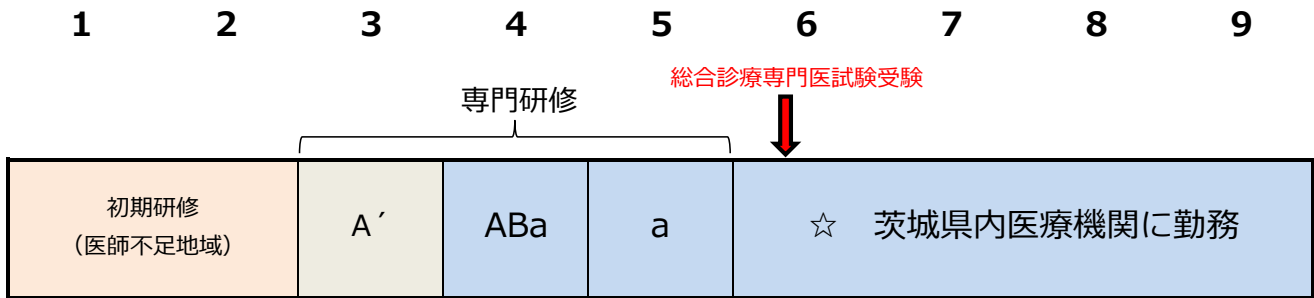 1 2 3 4 5 6 7 8 9
総合診療専門医試験受験
専門研修
初期研修
（医師不足地域）
A´
ABa
a
☆ 茨城県内医療機関に勤務